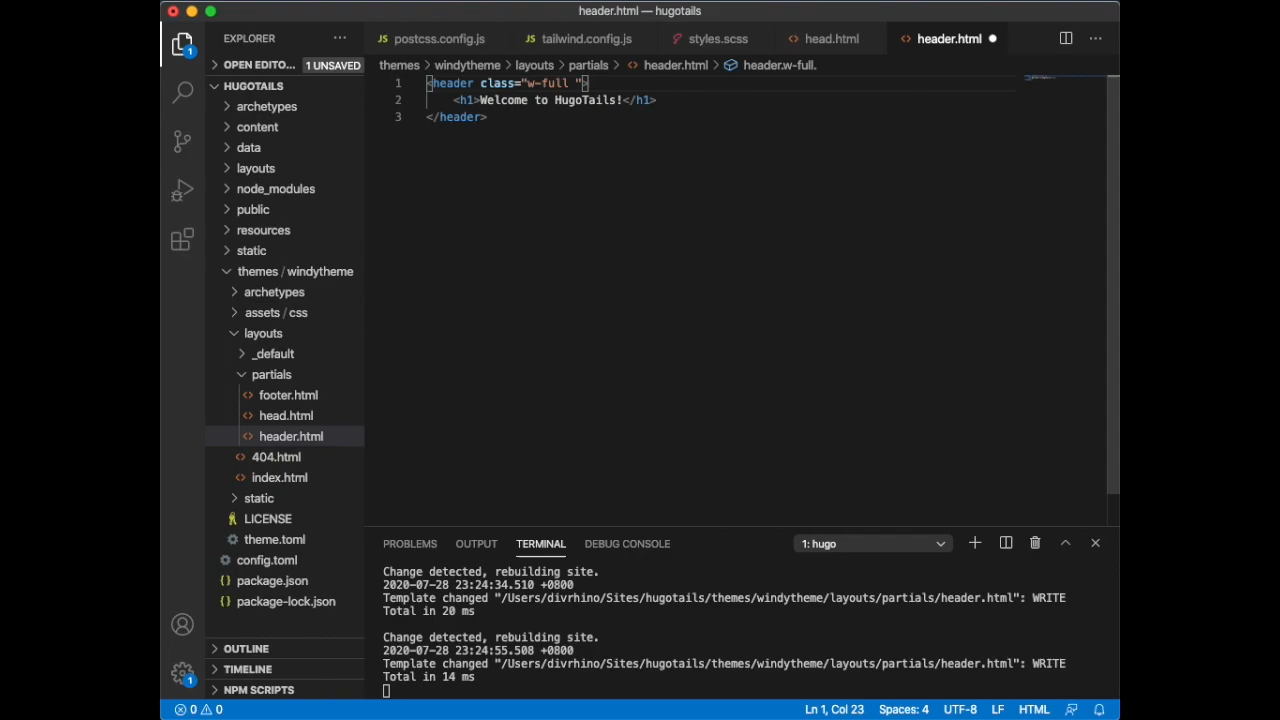 header.html — hugotails
EXPLORER
postcss.config.js
tailwind.config.js
styles.scss
head.html
header.html
OPEN EDITO... 1 UNSAVED
themes > windytheme > layouts > partials > header.html > header.w-full.
HUGOTAILS
archetypes
content
data
layouts
node_modules
public
resources
static
themes / windytheme
archetypes
assets / css
layouts
_default
partials
footer.html
head.html
header.html
404.html
index.html
static
LICENSE
theme.toml
config.toml
package.json
package-lock.json
OUTLINE
TIMELINE
NPM SCRIPTS
1 <header class="w-full ">
2 <h1>Welcome to HugoTails!</h1>
3 </header>
PROBLEMS OUTPUT TERMINAL DEBUG CONSOLE 1: hugo
Change detected, rebuilding site.
2020-07-28 23:24:34.510 +0800
Template changed "/Users/divrhino/Sites/hugotails/themes/windytheme/layouts/partials/header.html": WRITE
Total in 20 ms
Change detected, rebuilding site.
2020-07-28 23:24:55.508 +0800
Template changed "/Users/divrhino/Sites/hugotails/themes/windytheme/layouts/partials/header.html": WRITE
Total in 14 ms
0 0 Ln 1, Col 23 Spaces: 4 UTF-8 LF HTML